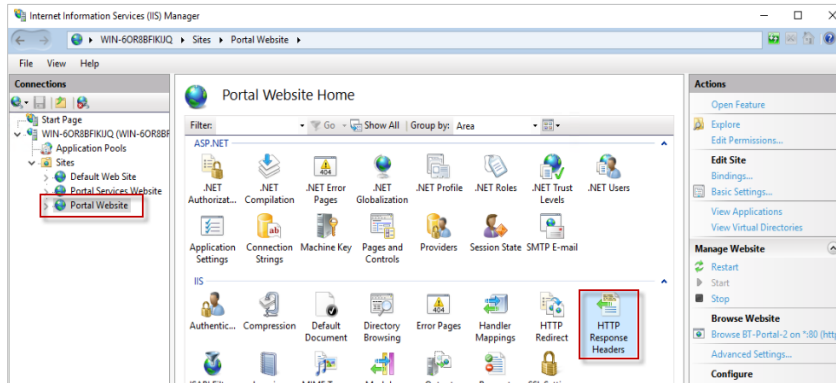 Internet Information Services (IIS) Manager
WIN-6OR8BFIKIJQ ▸ Sites ▸ Portal Website ▸
File View Help
Connections
Start Page
WIN-6OR8BFIKIJQ (WIN-6OR8BF
Application Pools
Sites
Default Web Site
Portal Services Website
Portal Website
Portal Website Home
Filter: Go Show All Group by: Area
ASP.NET
.NET Authorizat...
.NET Compilation
.NET Error Pages
.NET Globalization
.NET Profile
.NET Roles
.NET Trust Levels
.NET Users
Application Settings
Connection Strings
Machine Key
Pages and Controls
Providers
Session State
SMTP E-mail
IIS
Authentic...
Compression
Default Document
Directory Browsing
Error Pages
Handler Mappings
HTTP Redirect
HTTP Response Headers
Actions
Open Feature
Explore
Edit Permissions...
Edit Site
Bindings...
Basic Settings...
View Applications
View Virtual Directories
Manage Website
Restart
Start
Stop
Browse Website
Browse BT-Portal-2 on *:80 (http
Advanced Settings...
Configure